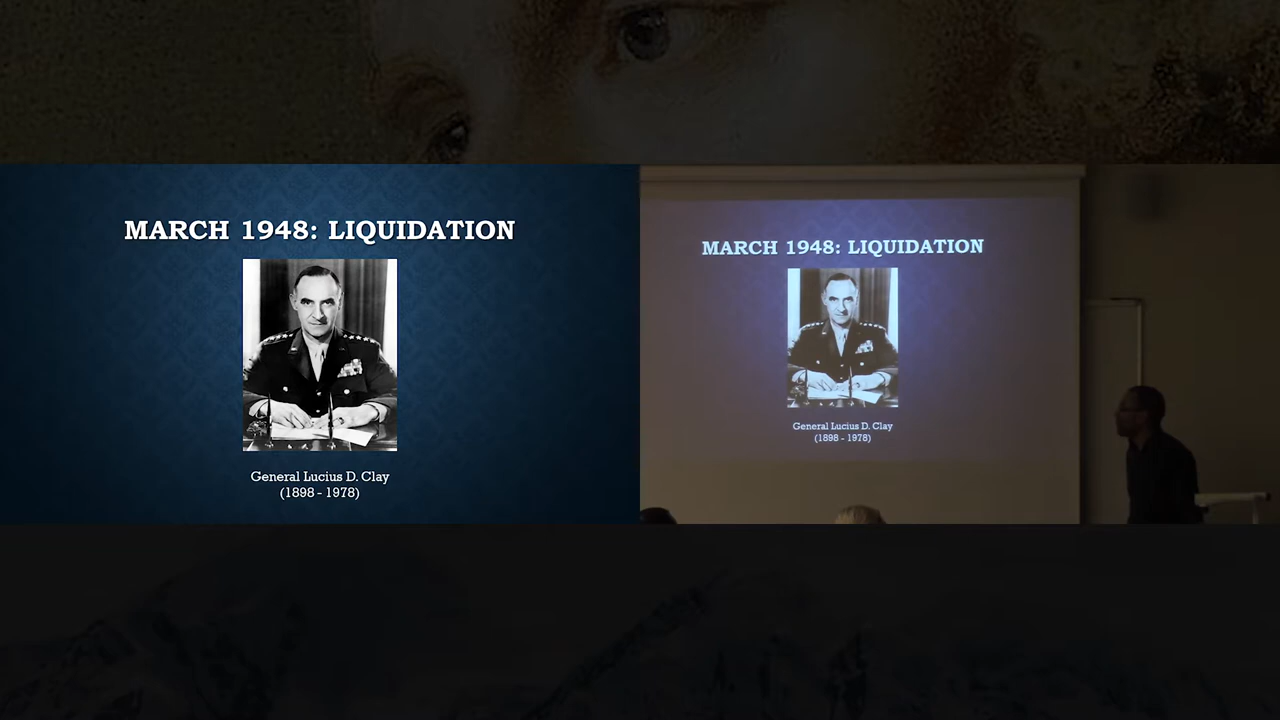 MARCH 1948: LIQUIDATION
General Lucius D. Clay
(1898 - 1978)
MARCH 1948: LIQUIDATION
General Lucius D. Clay
(1898 - 1978)